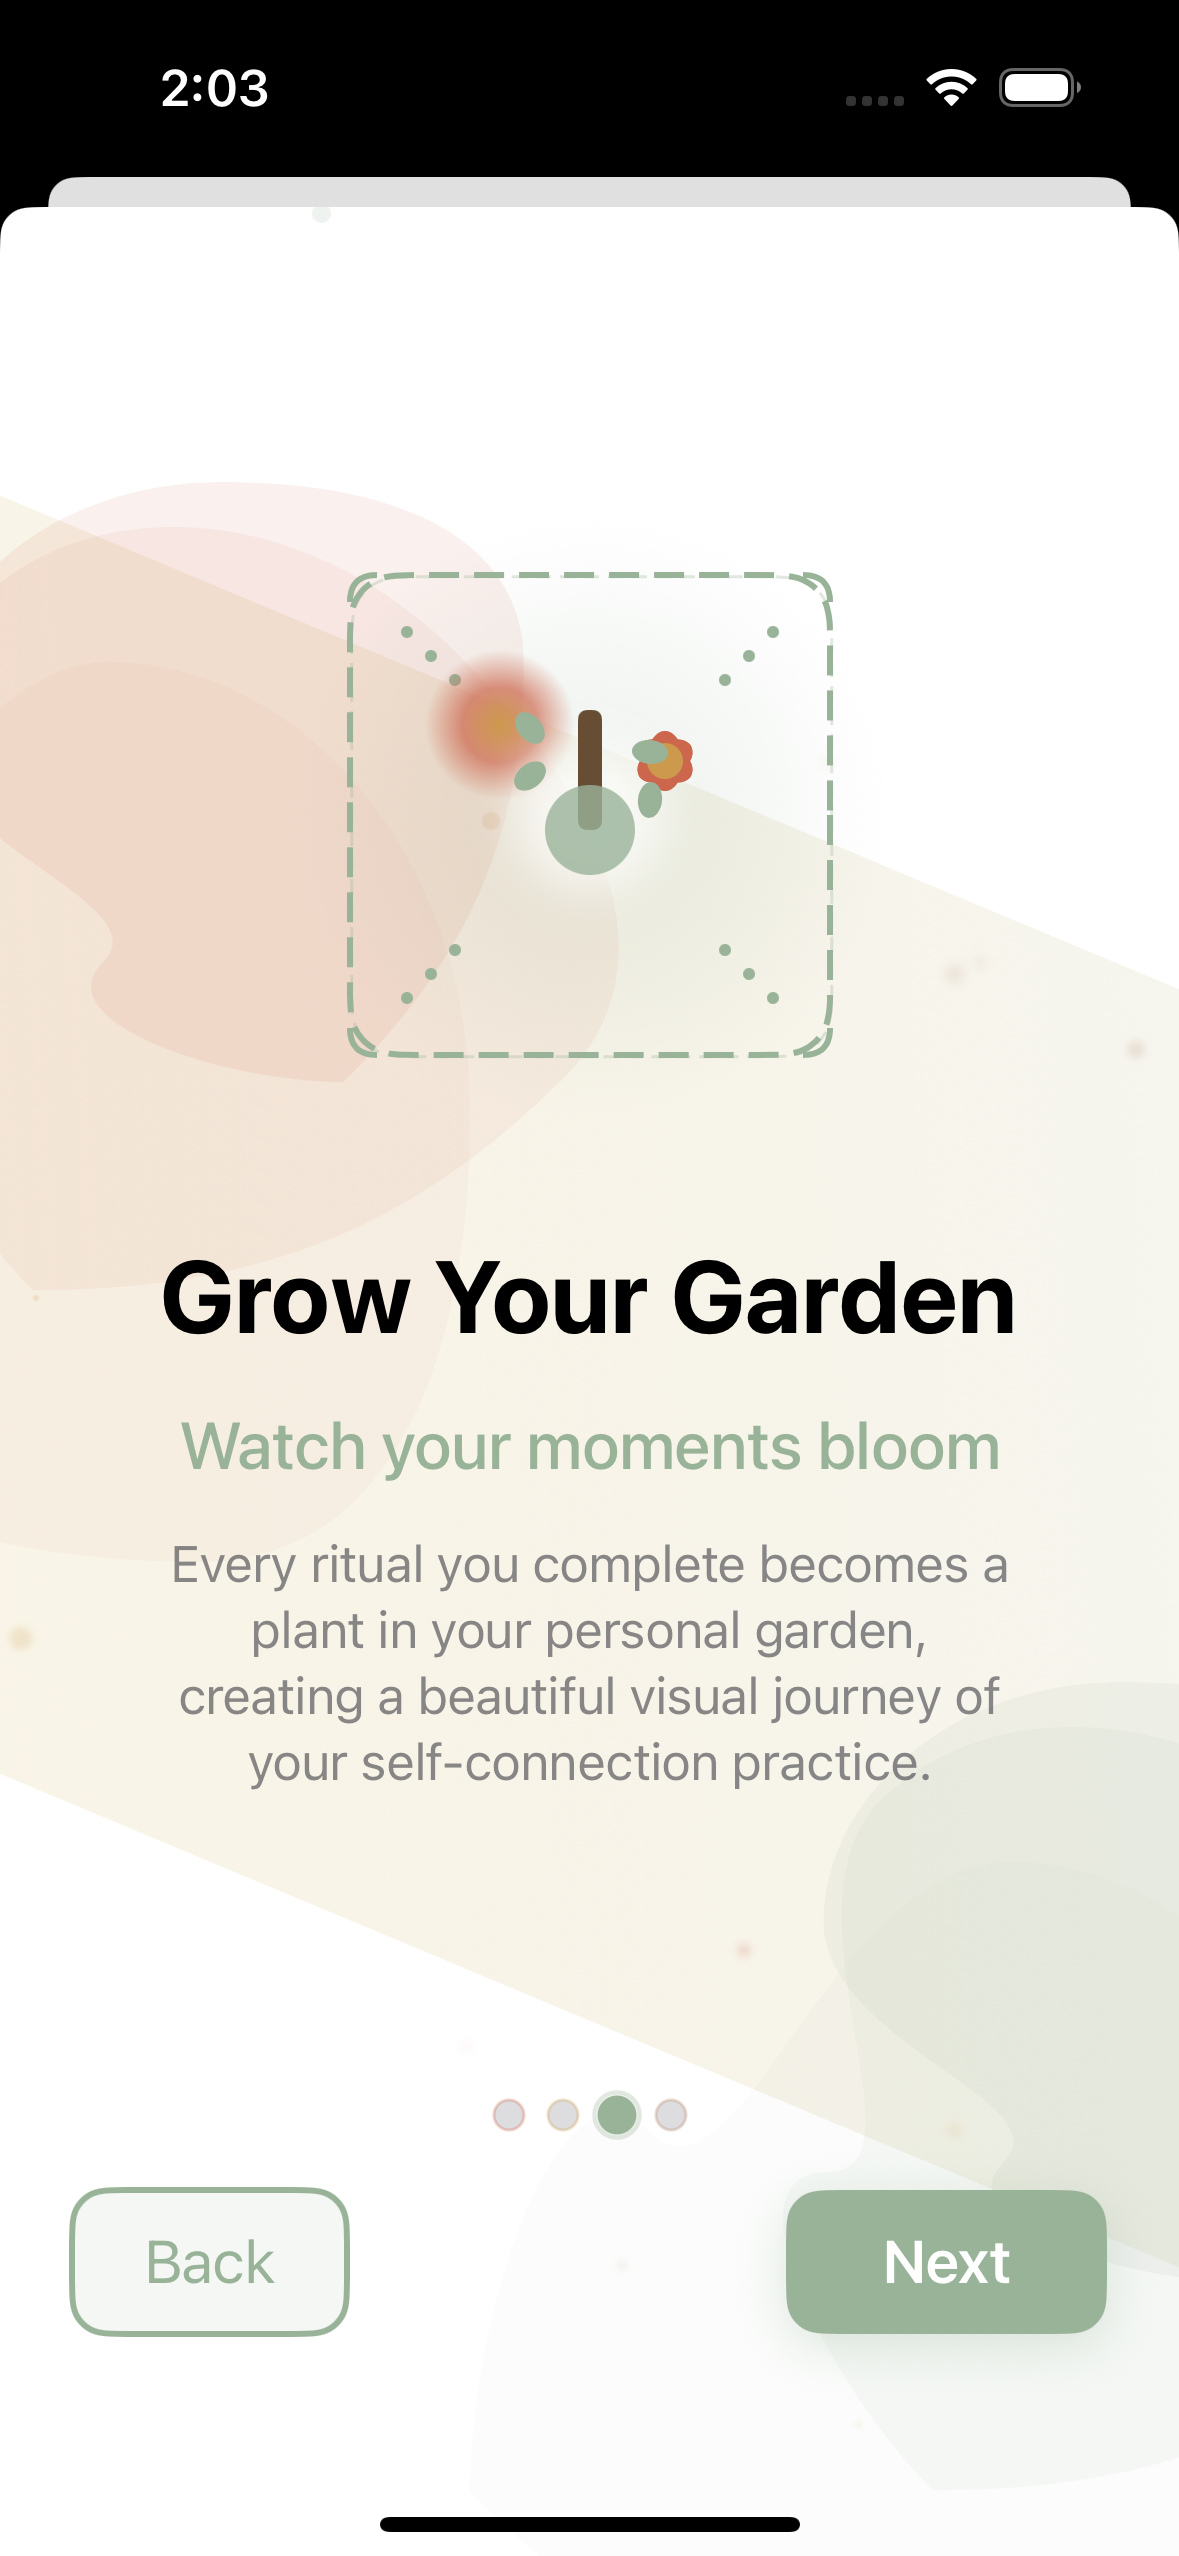 2:03
Grow Your Garden
Watch your moments bloom
Every ritual you complete becomes a
plant in your personal garden,
creating a beautiful visual journey of
your self-connection practice.
Back
Next